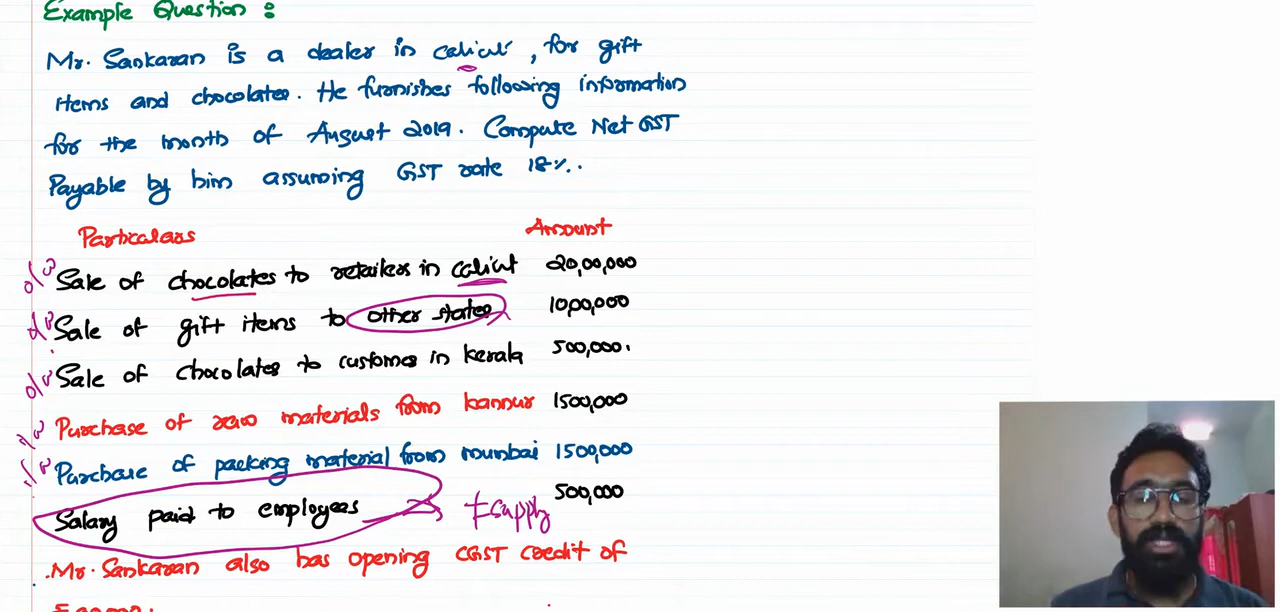 Example Question :
Mr. Sankaran is a dealer in calicut, for gift
items and chocolates. He furnishes following information
for the month of August 2019. Compute Net GST
Payable by him assuming GST rate 18%.
Particulars Amount
o/w Sale of chocolates to retailers in calicut 20,00,000
Sale of gift items to other states 1000,000
o/w Sale of chocolates to customer in kerala 500,000.
Purchase of raw materials from kannur 1500,000
Purchase of packing material from mumbai 1500,000
Salary paid to employees ≠ supply 500,000
Mr. Sankaran also has opening CGST credit of